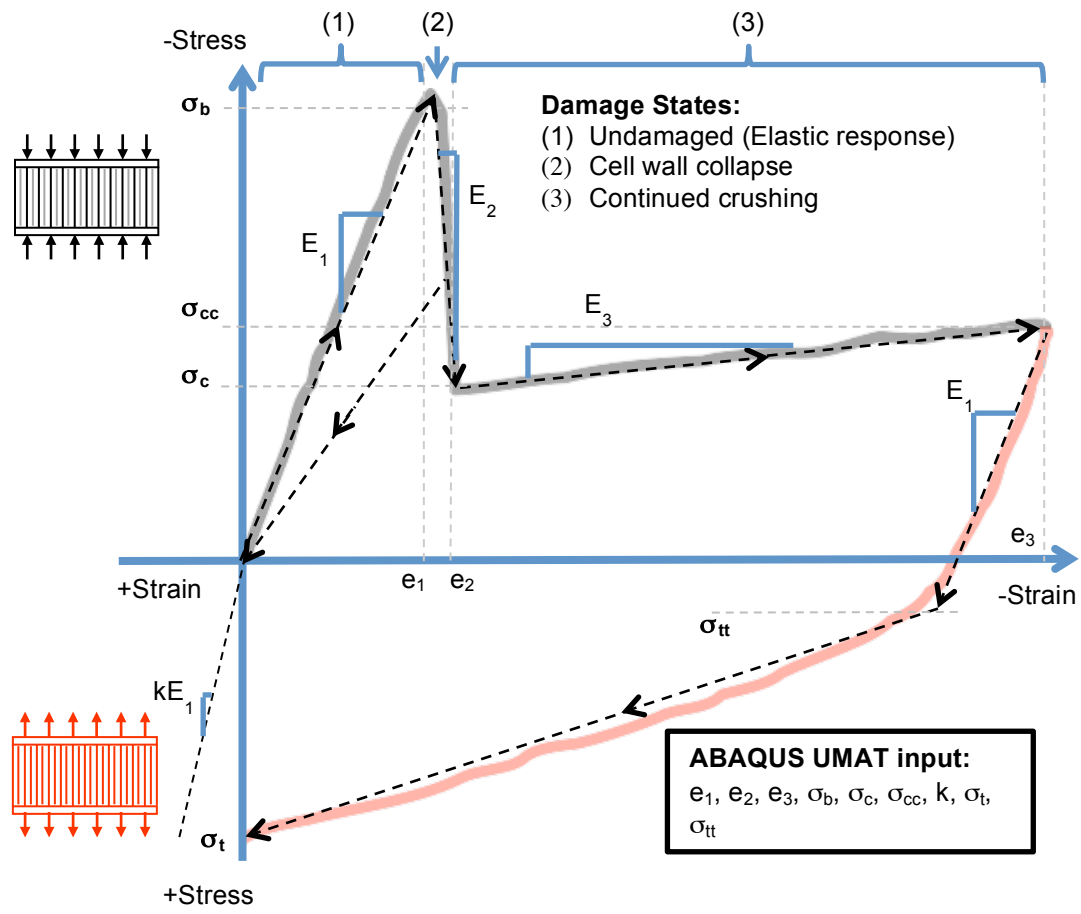 (1)
(2)
(3)
-Stress
σb
Damage States:
(1) Undamaged (Elastic response)
(2) Cell wall collapse
(3) Continued crushing
E2
E1
σcc
E3
σc
E1
e3
+Strain
e1
e2
-Strain
σtt
kE1
ABAQUS UMAT input:
e1, e2, e3, σb, σc, σcc, k, σt,
σtt
σt
+Stress